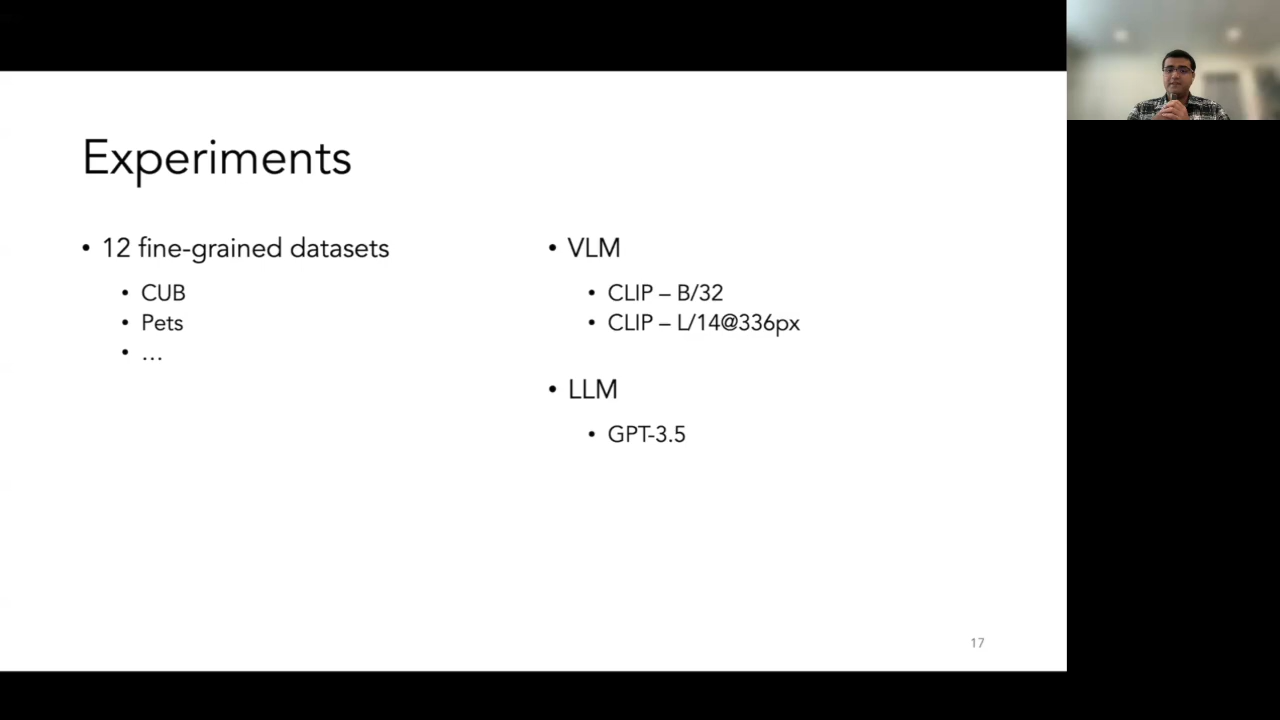 Experiments
• 12 fine-grained datasets
• CUB
• Pets
• …
• VLM
• CLIP – B/32
• CLIP – L/14@336px
• LLM
• GPT-3.5
17